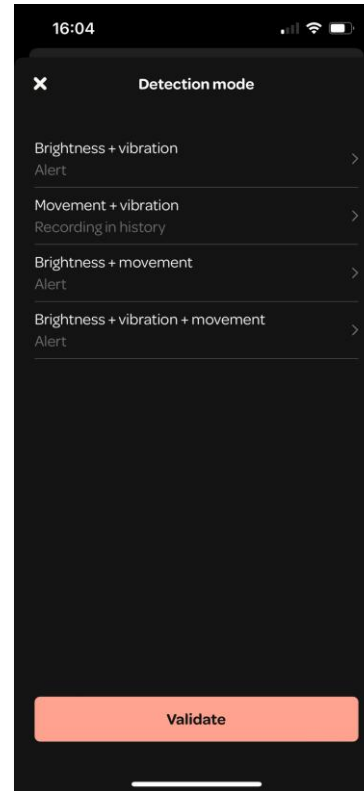 16:04
Detection mode
Brightness + vibration
Alert
Movement + vibration
Recording in history
Brightness + movement
Alert
Brightness + vibration + movement
Alert
Validate